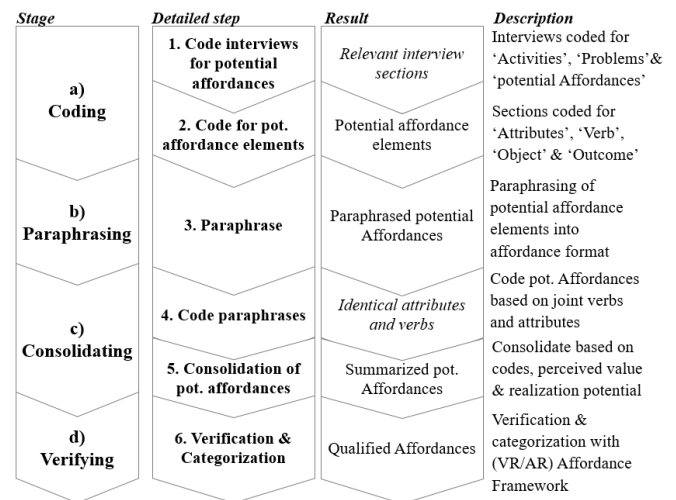 Stage Detailed step Result Description
a)
Coding
1. Code interviews
for potential
affordances
Relevant interview
sections
Interviews coded for
‘Activities’, ‘Problems’&
‘potential Affordances’
2. Code for pot.
affordance elements
Potential affordance
elements
Sections coded for
‘Attributes’, ‘Verb’,
‘Object’ & ‘Outcome’
b)
Paraphrasing
3. Paraphrase
Paraphrased potential
Affordances
Paraphrasing of
potential affordance
elements into
affordance format
c)
Consolidating
4. Code paraphrases
Identical attributes
and verbs
Code pot. Affordances
based on joint verbs
and attributes
5. Consolidation of
pot. affordances
Summarized pot.
Affordances
Consolidate based on
codes, perceived value
& realization potential
d)
Verifying
6. Verification &
Categorization
Qualified Affordances
Verification &
categorization with
(VR/AR) Affordance
Framework